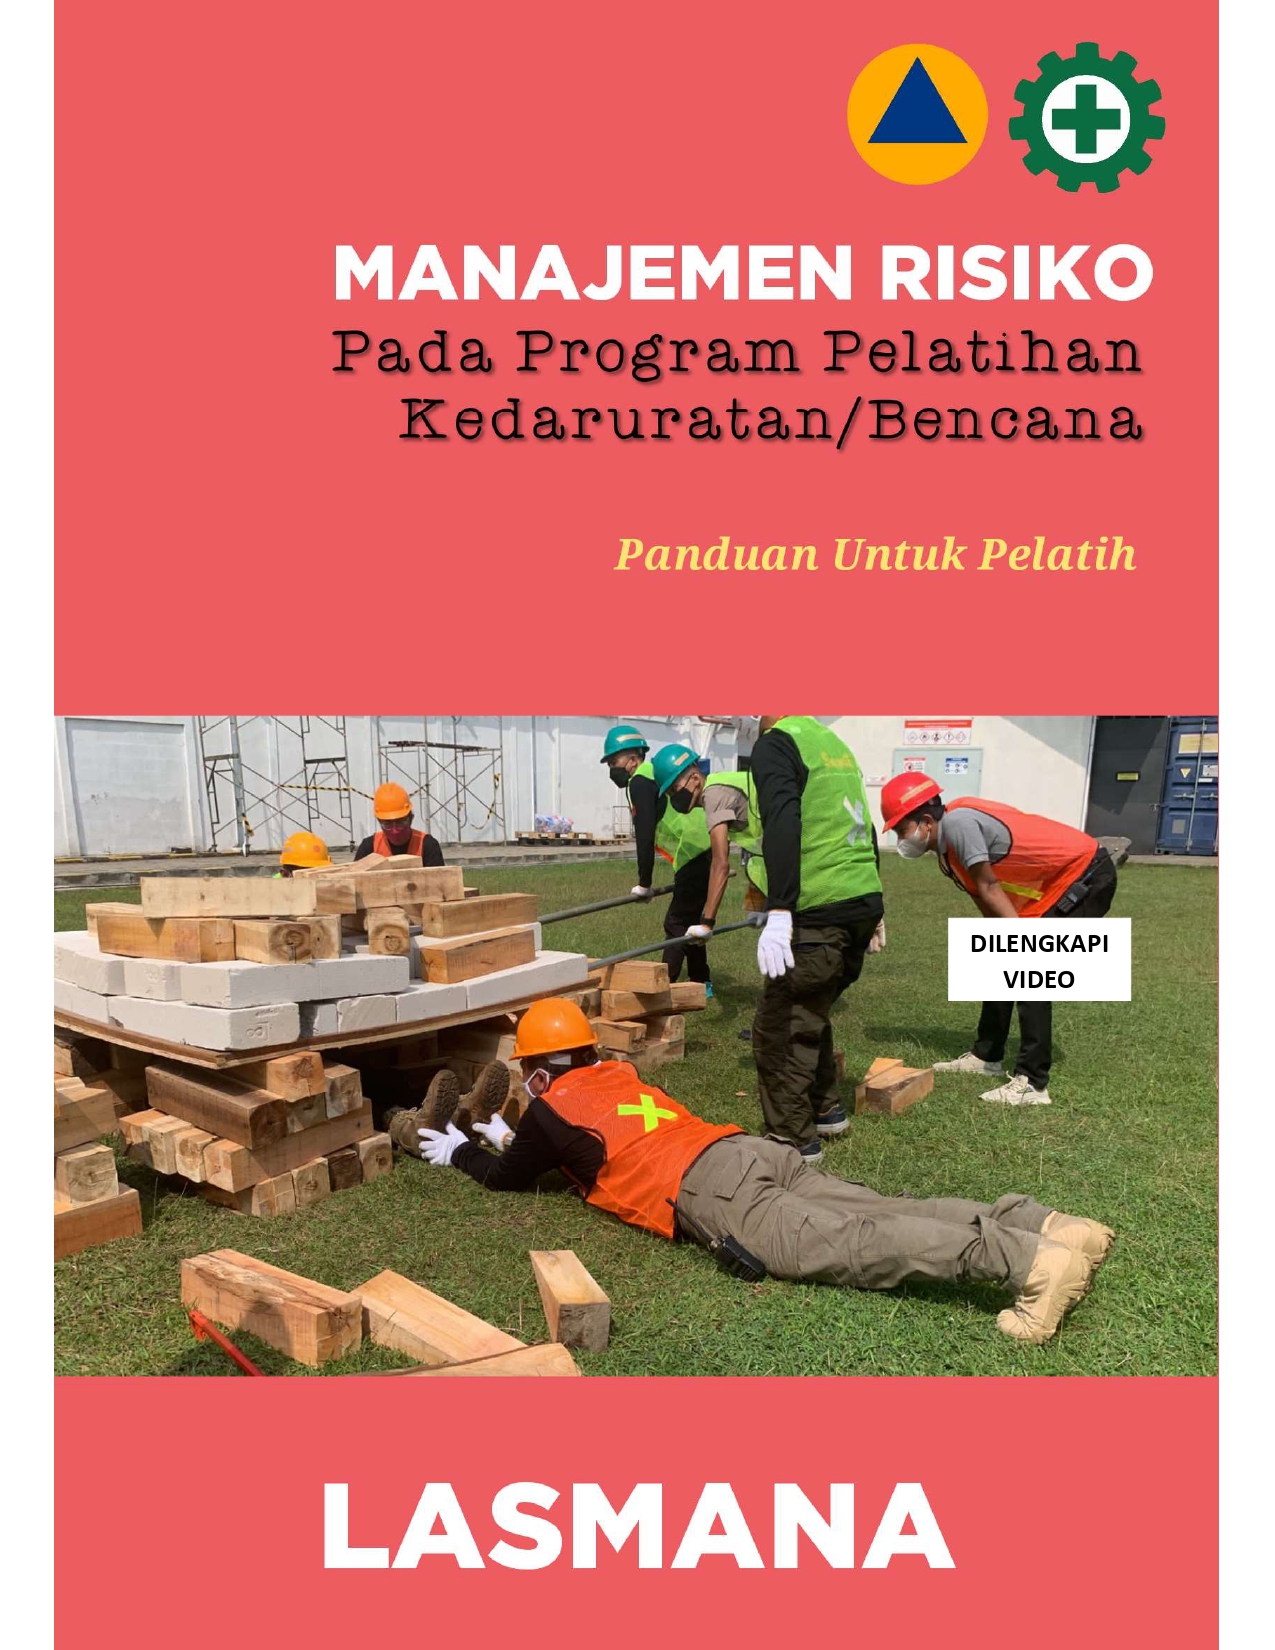 MANAJEMEN RISIKO
Pada Program Pelatihan
Kedaruratan/Bencana
Panduan Untuk Pelatih
DILENGKAPI
VIDEO
LASMANA